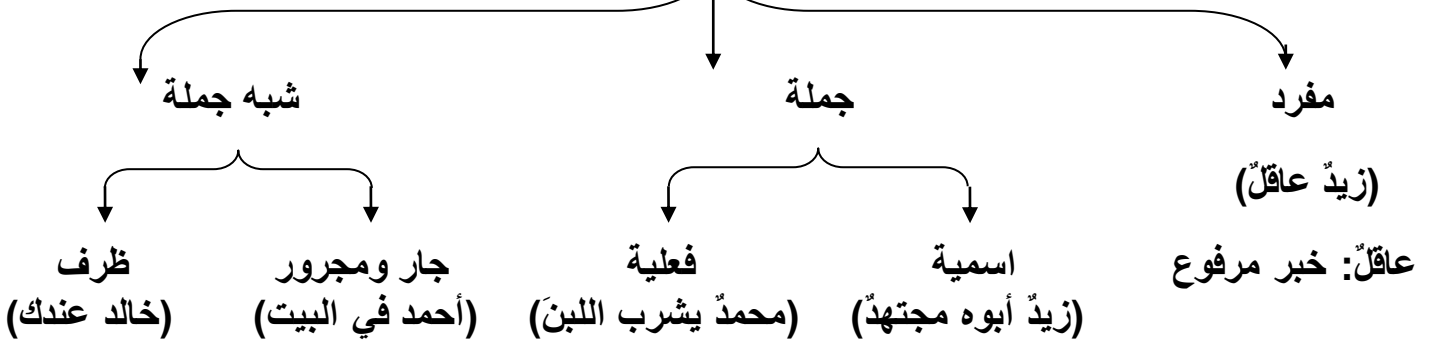 مفرد جملة شبه جملة
(زيدٌ عاقلٌ)
عاقلٌ: خبر مرفوع اسمية فعلية جار ومجرور ظرف
(زيدٌ أبوه مجتهدٌ) (محمدٌ يشرب اللبنَ) (أحمد في البيت) (خالد عندك)